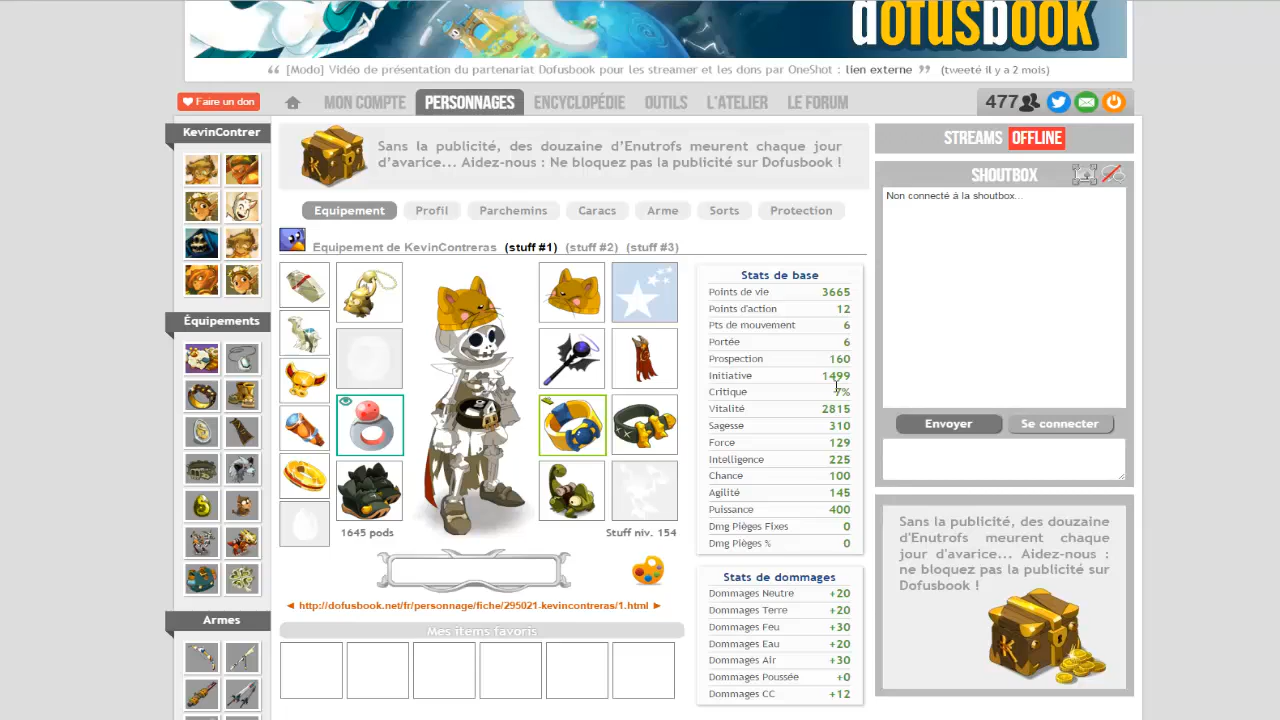 dofusbook
[Modo] Vidéo de présentation du partenariat Dofusbook pour les streamer et les dons par OneShot : lien externe (tweeté il y a 2 mois)
Faire un don
MON COMPTE PERSONNAGES ENCYCLOPÉDIE OUTILS L'ATELIER LE FORUM
477
KevinContrer
Sans la publicité, des douzaine d'Enutrofs meurent chaque jour
d'avarice... Aidez-nous : Ne bloquez pas la publicité sur Dofusbook !
STREAMS OFFLINE
SHOUTBOX
Non connecté à la shoutbox...
Equipement Profil Parchemins Caracs Arme Sorts Protection
Equipement de KevinContreras (stuff #1) (stuff #2) (stuff #3)
Stats de base
Points de vie 3665
Points d'action 12
Pts de mouvement 6
Portée 6
Prospection 160
Initiative 1499
Critique 7%
Vitalité 2815
Sagesse 310
Force 129
Intelligence 225
Chance 100
Agilité 145
Puissance 400
Dmg Pièges Fixes 0
Dmg Pièges % 0
Équipements
1645 pods
Stuff niv. 154
Envoyer Se connecter
Sans la publicité, des douzaine
d'Enutrofs meurent chaque
jour d'avarice... Aidez-nous :
ne bloquez pas la publicité sur
Dofusbook !
http://dofusbook.net/fr/personnage/fiche/295021-kevincontreras/1.html
Mes items favoris
Stats de dommages
Dommages Neutre +20
Dommages Terre +20
Dommages Feu +30
Dommages Eau +20
Dommages Air +30
Dommages Poussée +0
Dommages CC +12
Armes